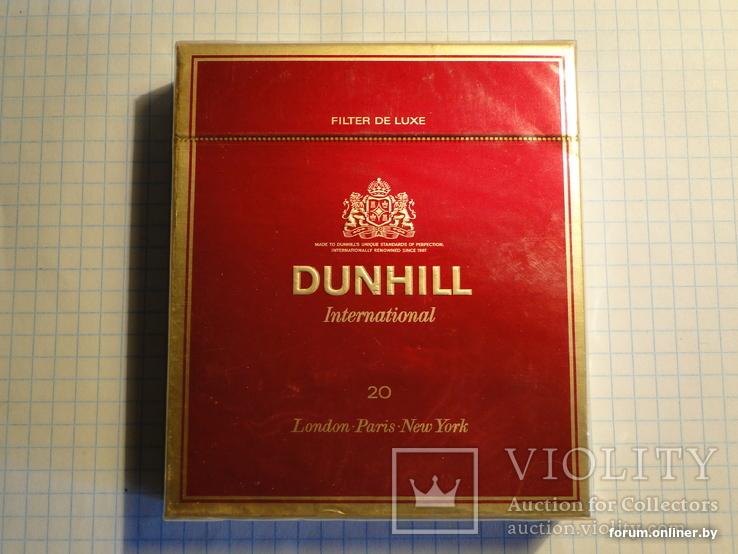 FILTER DE LUXE
MADE TO DUNHILL'S UNIQUE STANDARDS OF PERFECTION.
INTERNATIONALLY RENOWNED SINCE 1907
DUNHILL
International
20
London·Paris·New York
VIOLITY
Auction for Collectors
auction.violity.com
forum.onliner.by